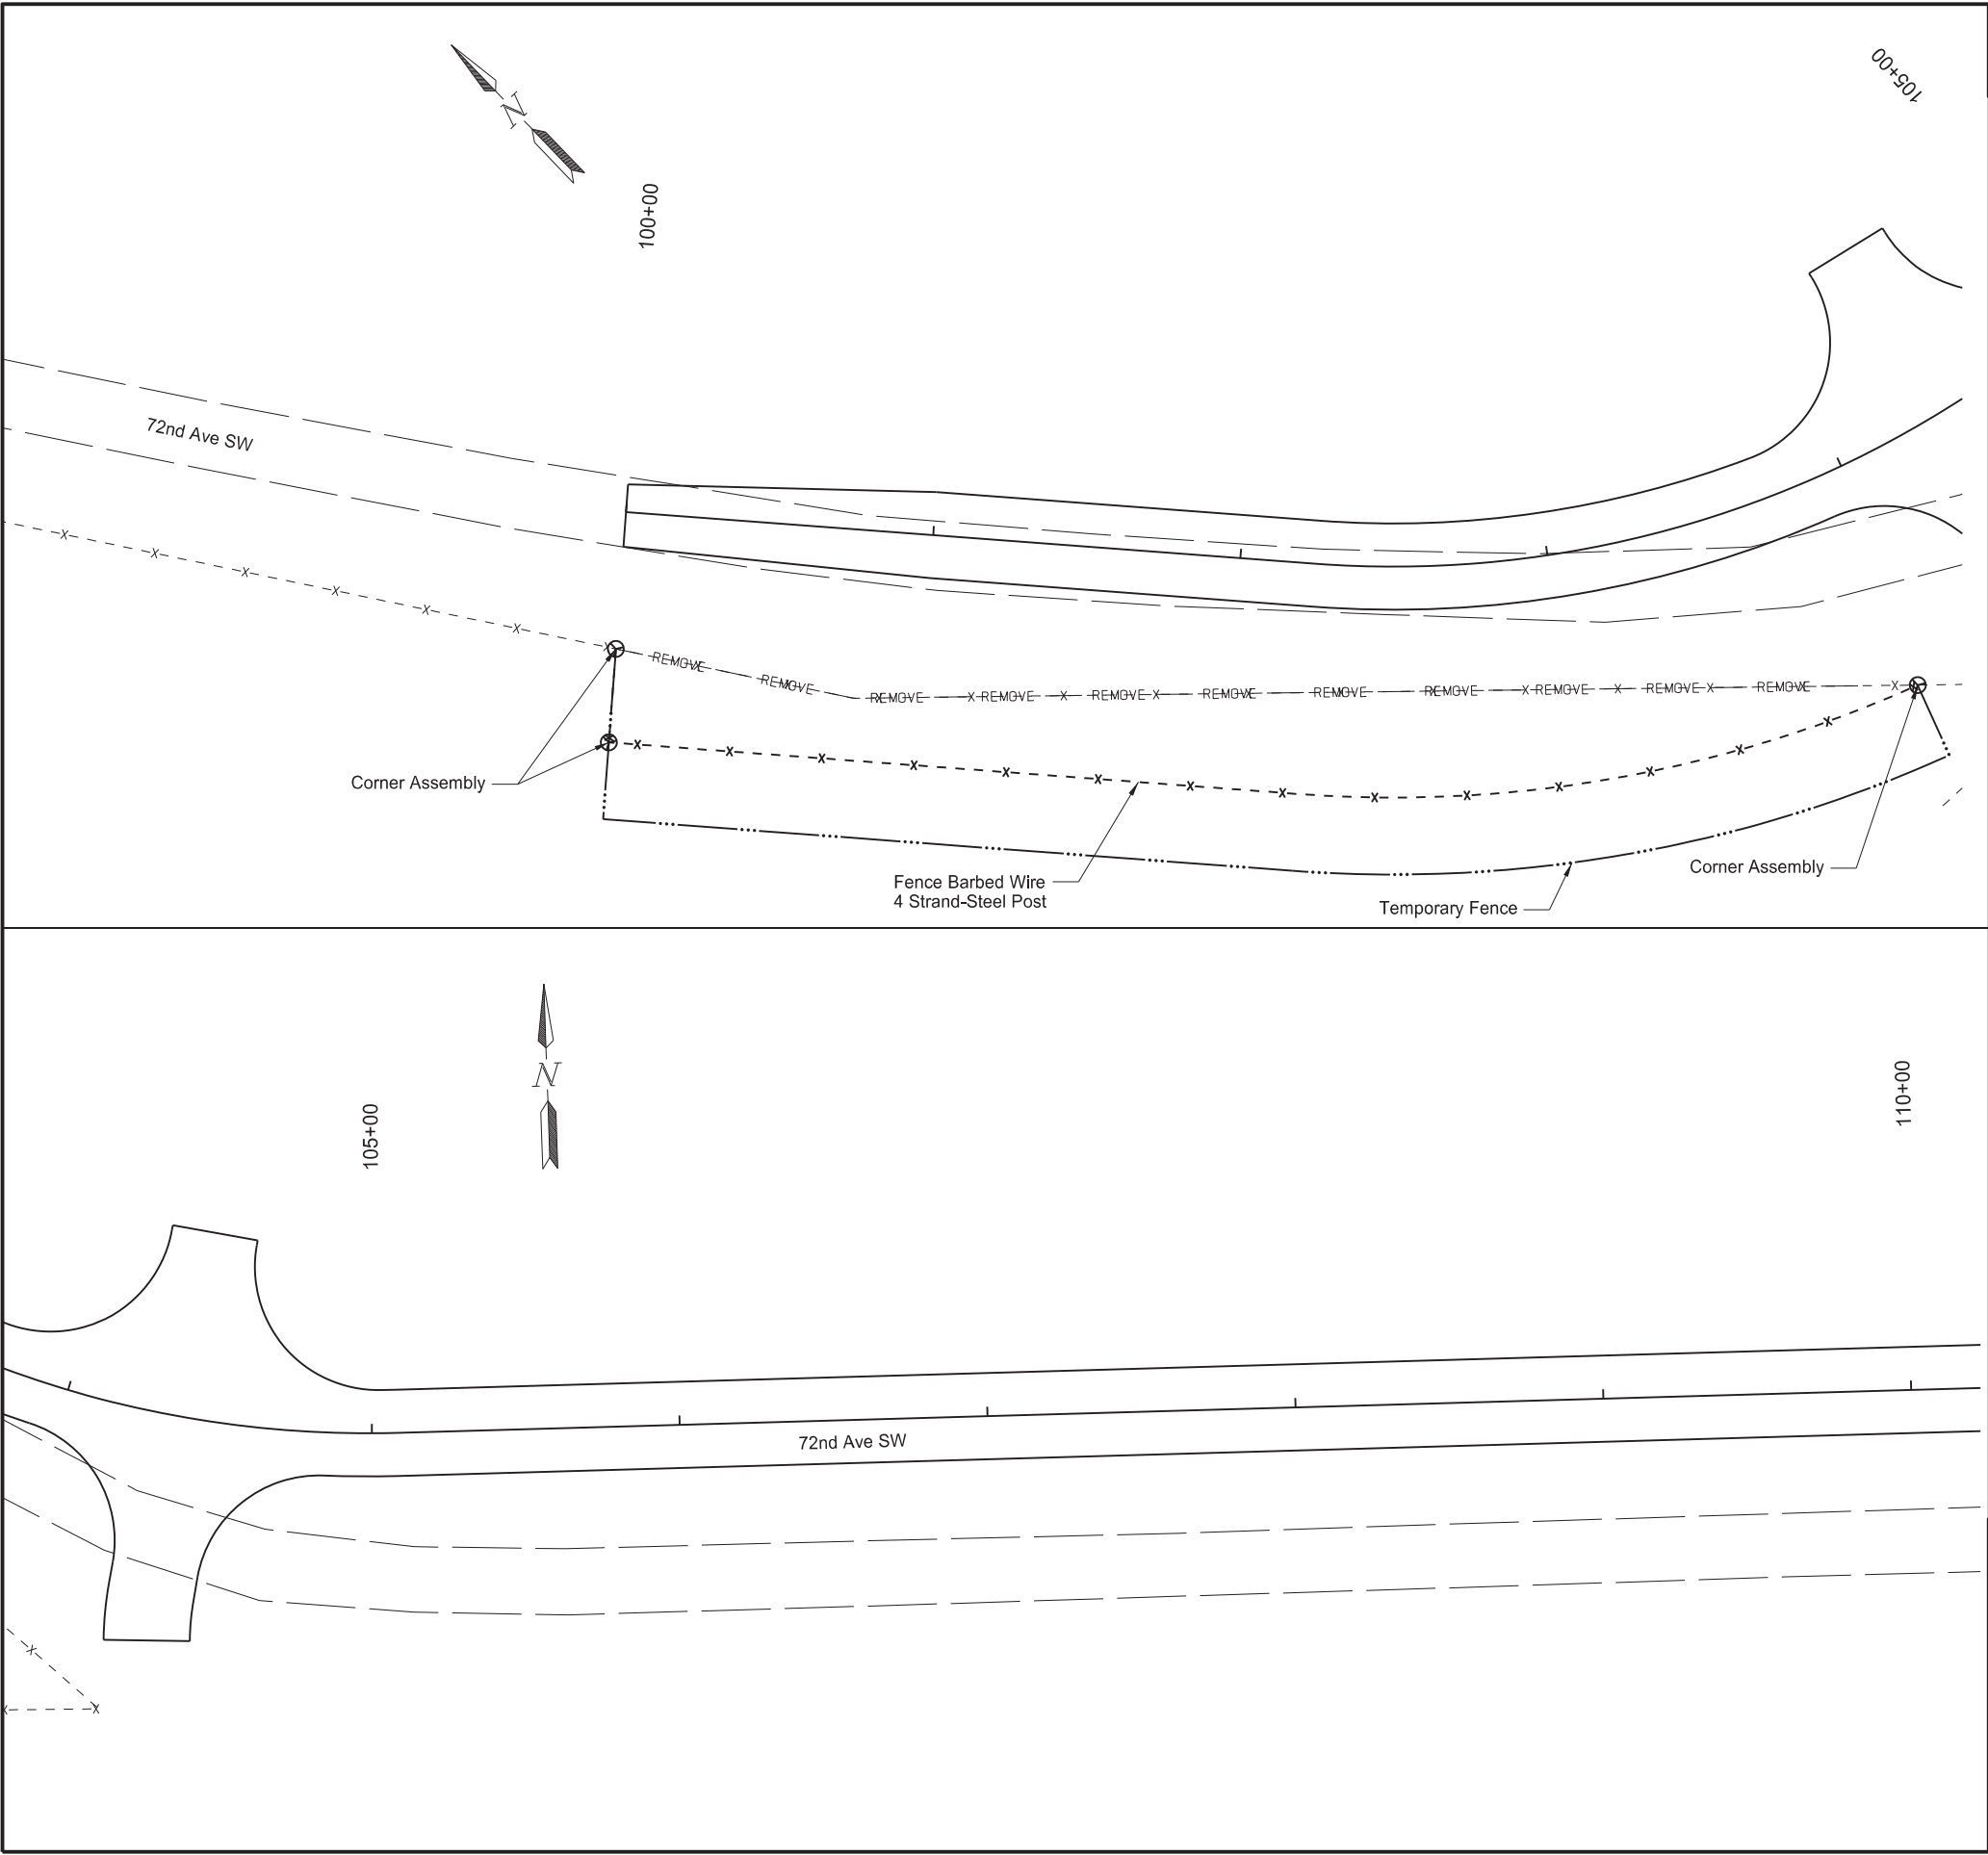 N
105+00
100+00
72nd Ave SW
REMOVE REMOVE REMOVE REMOVE REMOVE REMOVE REMOVE REMOVE REMOVE REMOVE REMOVE
Corner Assembly
Fence Barbed Wire
4 Strand-Steel Post
Corner Assembly
Temporary Fence
N
105+00
110+00
72nd Ave SW